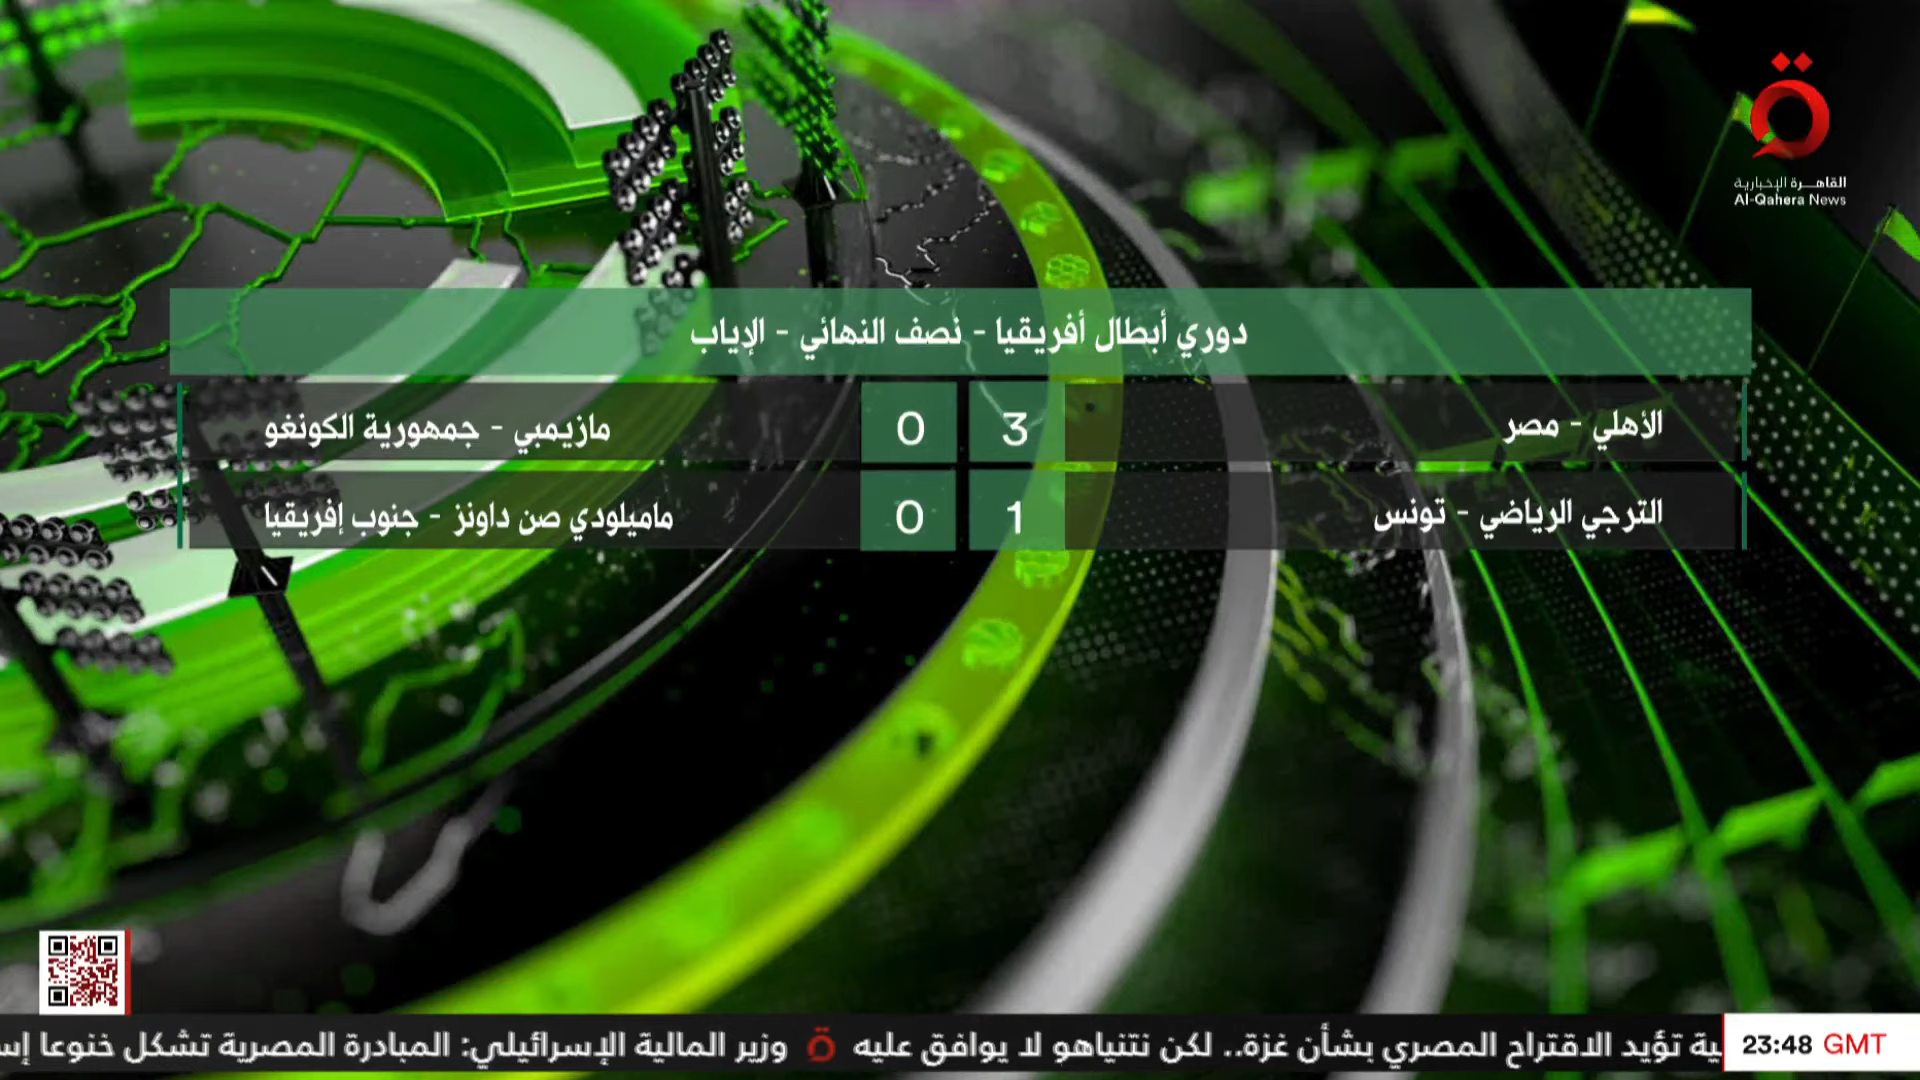 القاهرة الإخبارية
Al-Qahera News
دوري أبطال أفريقيا - نصف النهائي - الإياب
الأهلي - مصر 3 0 مازيمبي - جمهورية الكونغو
الترجي الرياضي - تونس 1 0 ماميلودي صن داونز - جنوب إفريقيا
23:48 GMT
تؤيد الاقتراح المصري بشأن غزة.. لكن نتنياهو لا يوافق عليه وزير المالية الإسرائيلي: المبادرة المصرية تشكل خنوعا